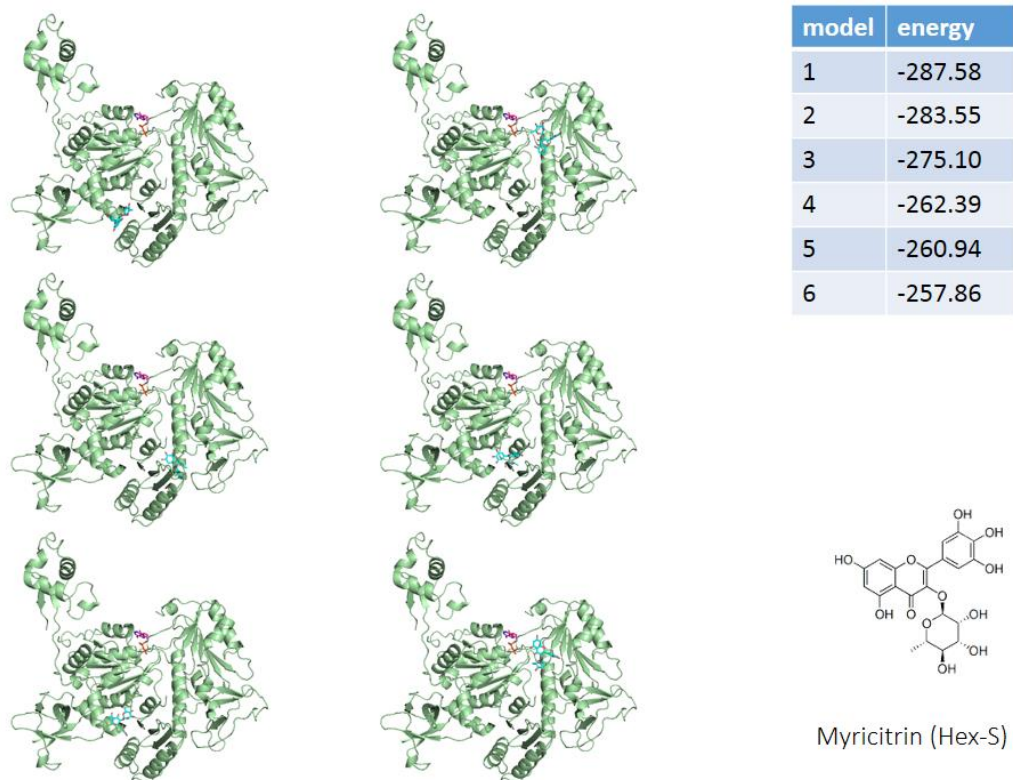 model energy
1 -287.58
2 -283.55
3 -275.10
4 -262.39
5 -260.94
6 -257.86
OH
OH
HO
O
OH
O
OH
O
OH
O
OH
OH
Myricitrin (Hex-S)